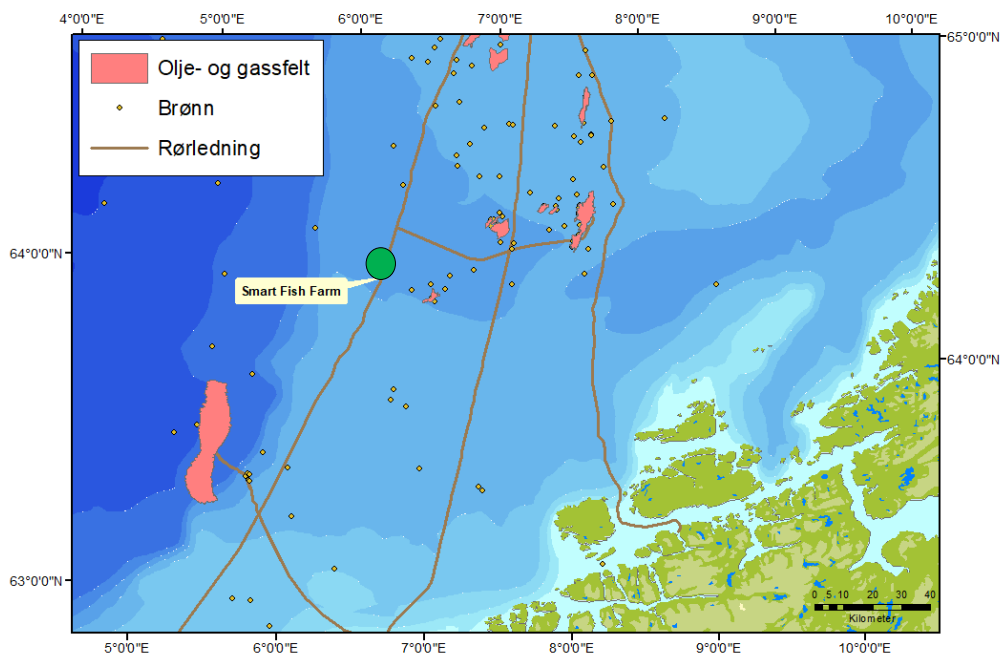 4°0'0"E 5°0'0"E 6°0'0"E 7°0'0"E 8°0'0"E 9°0'0"E 10°0'0"E
65°0'0"N
Olje- og gassfelt
Brønn
Rørledning
64°0'0"N
Smart Fish Farm
64°0'0"N
63°0'0"N
0 5 10 20 30 40
Kilometer
5°0'0"E 6°0'0"E 7°0'0"E 8°0'0"E 9°0'0"E 10°0'0"E